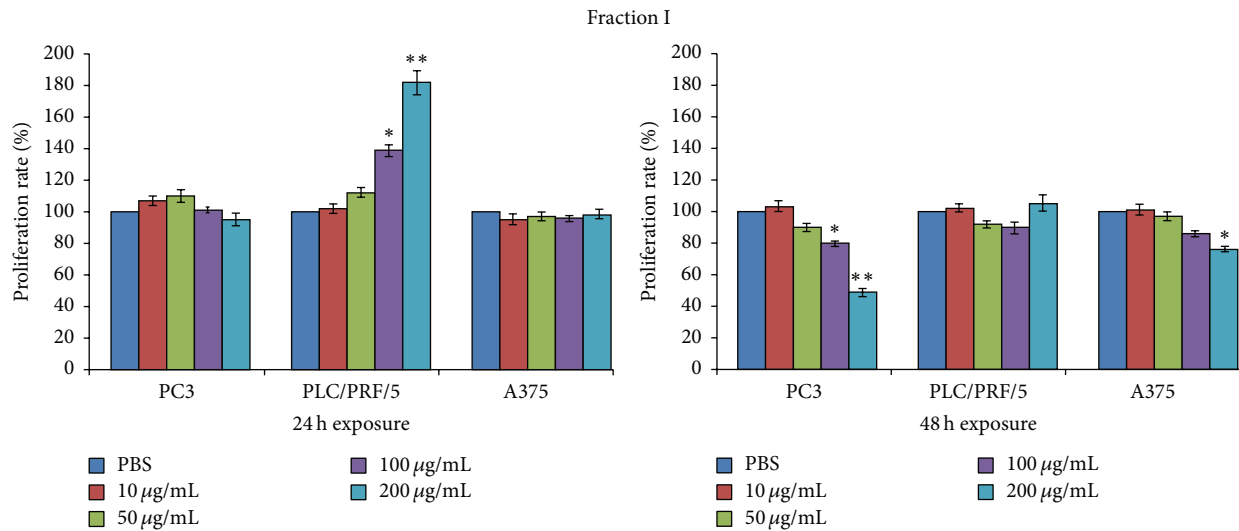 Fraction I
200
180
160
140
120
100
80
60
40
20
0
Proliferation rate (%)
*
**
PC3
PLC/PRF/5
A375
24 h exposure
PBS
10 µg/mL
50 µg/mL
100 µg/mL
200 µg/mL
200
180
160
140
120
100
80
60
40
20
0
Proliferation rate (%)
*
**
*
PC3
PLC/PRF/5
A375
48 h exposure
PBS
10 µg/mL
50 µg/mL
100 µg/mL
200 µg/mL